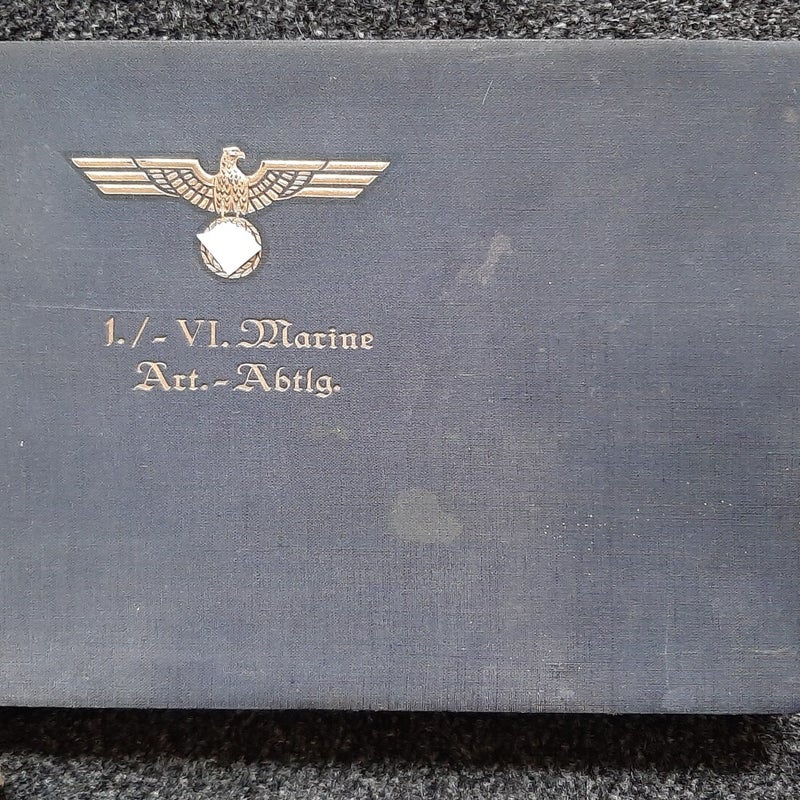 1./- VI. Marine
Art.-Abtlg.